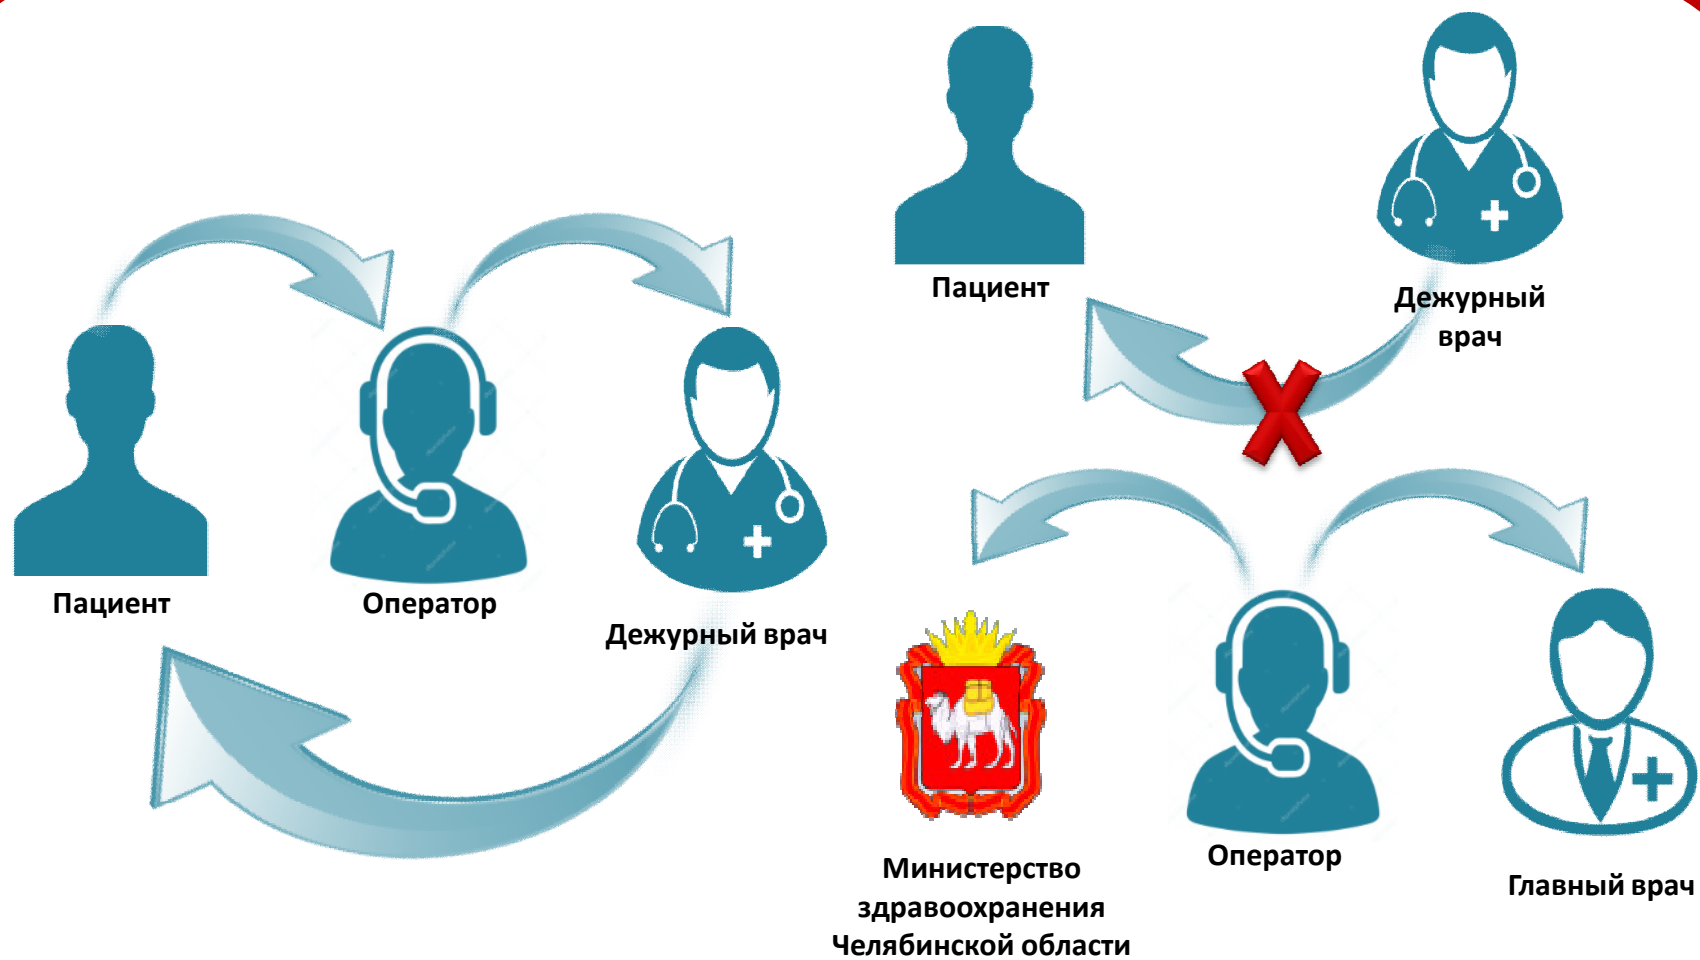 Пациент
Оператор
Дежурный врач
Пациент
Дежурный
врач
Министерство
здравоохранения
Челябинской области
Оператор
Главный врач